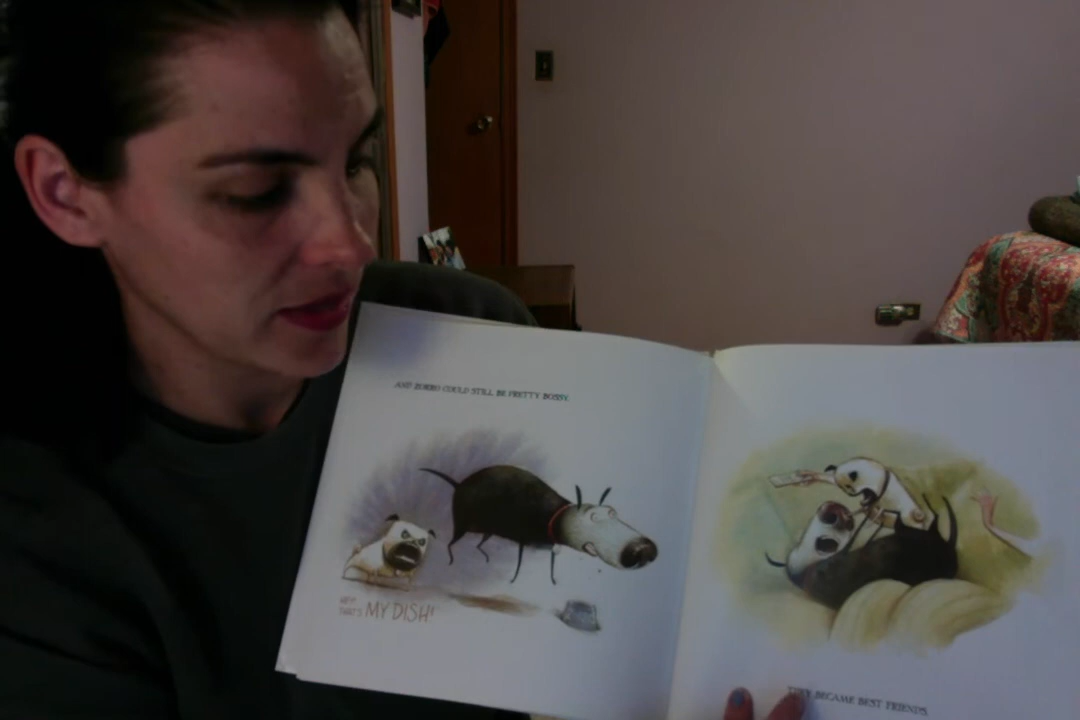 AND ZORRO COULD STILL BE PRETTY BOSSY.
HEY!
THAT'S MY DISH!
THEY BECAME BEST FRIENDS.